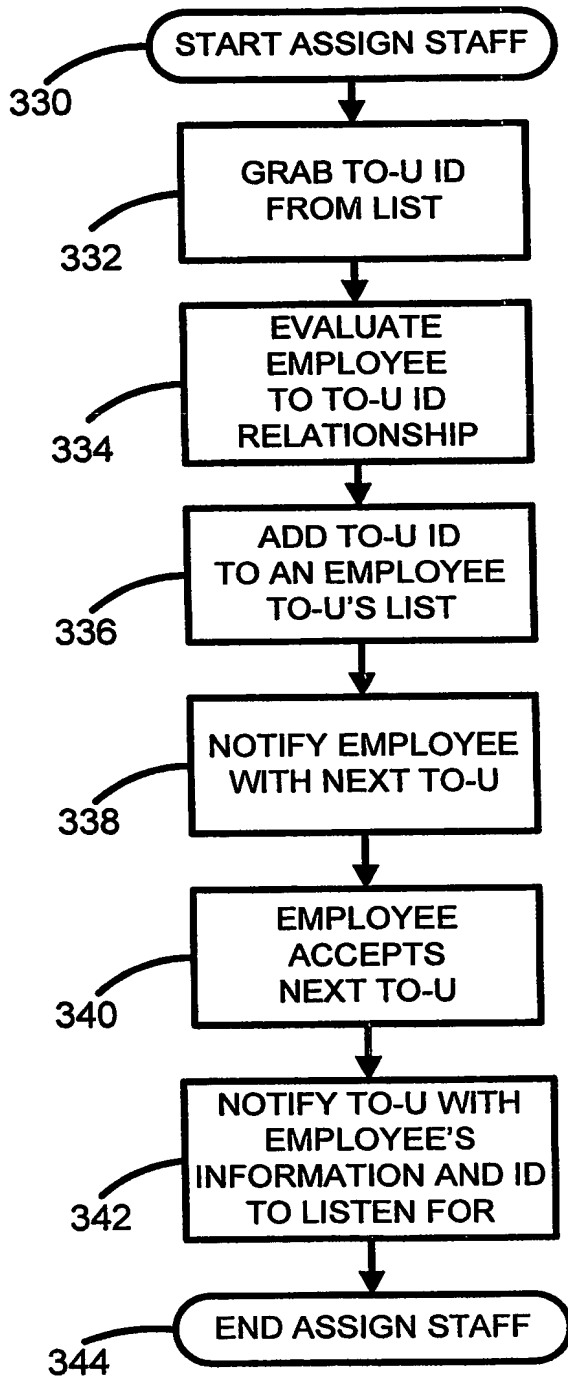 START ASSIGN STAFF
330
GRAB TO-U ID
FROM LIST
332
EVALUATE
EMPLOYEE
TO TO-U ID
RELATIONSHIP
334
ADD TO-U ID
TO AN EMPLOYEE
TO-U'S LIST
336
NOTIFY EMPLOYEE
WITH NEXT TO-U
338
EMPLOYEE
ACCEPTS
NEXT TO-U
340
NOTIFY TO-U WITH
EMPLOYEE'S
INFORMATION AND ID
TO LISTEN FOR
342
END ASSIGN STAFF
344